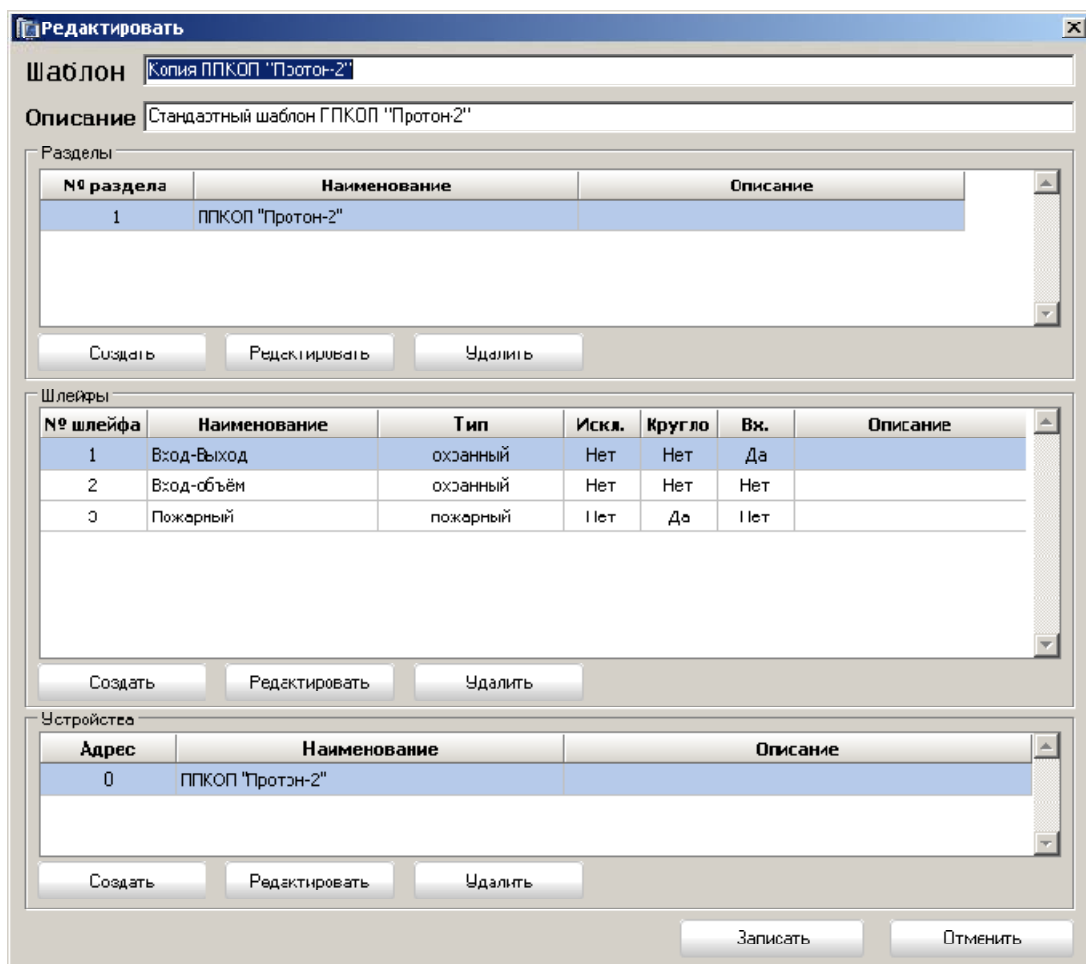 Редактировать
Шаблон Копия ППКОП "Протон-2"
Описание Стандартный шаблон ППКОП "Протон-2"
Разделы
№ раздела Наименование Описание
1 ППКОП "Протон-2"
Создать Редактировать Удалить
Шлейфы
№ шлейфа Наименование Тип Искл. Кругло Вх. Описание
1 Вход-Выход охранный Нет Нет Да
2 Вход-объём охранный Нет Нет Нет
3 Пожарный пожарный Нет Да Нет
Создать Редактировать Удалить
Устройства
Адрес Наименование Описание
0 ППКОП "Протон-2"
Создать Редактировать Удалить
Записать Отменить